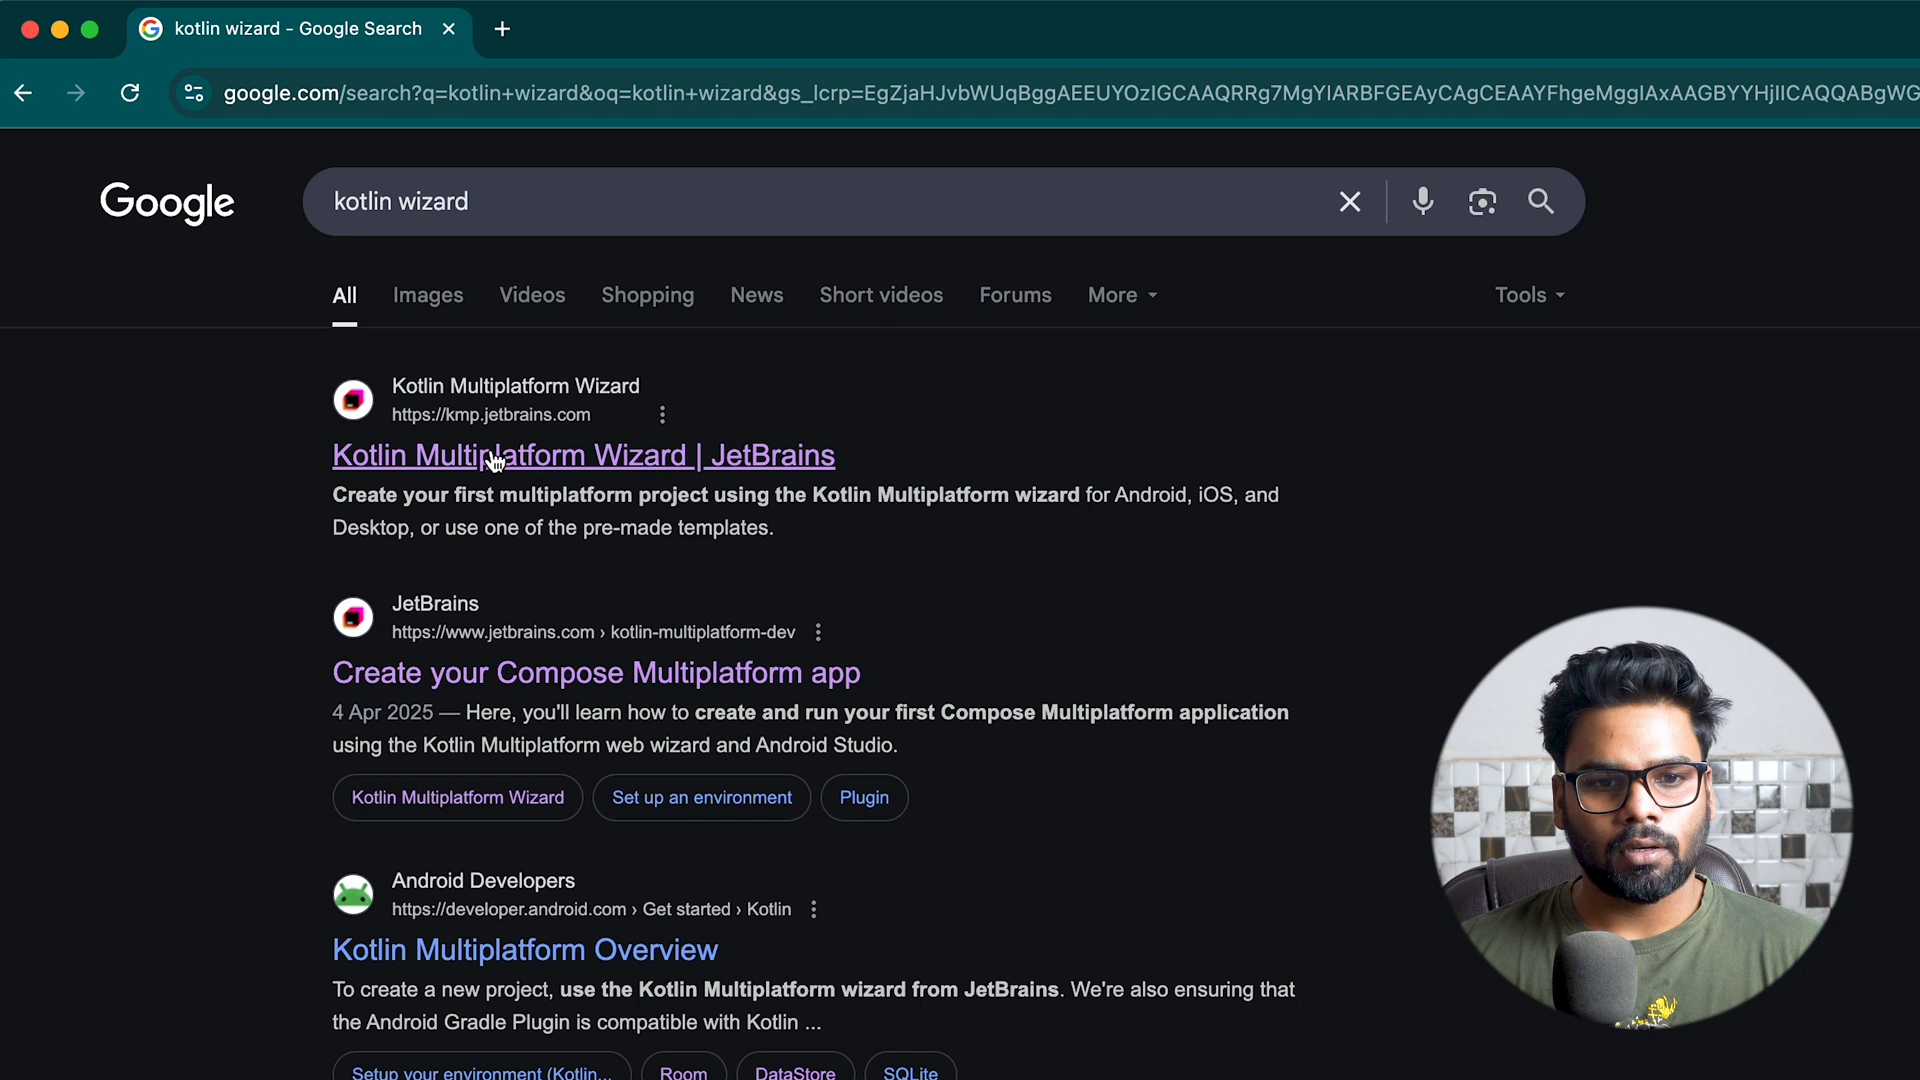 kotlin wizard - Google Search
google.com/search?q=kotlin+wizard&oq=kotlin+wizard&gs_lcrp=EgZjaHJvbWUqBggAEEUYOzIGCAAQRRg7MgYIARBFGEAyCAgCEAAYFhgeMggIAxAAGBYYHjIICAQQABgWG
Google
kotlin wizard
All Images Videos Shopping News Short videos Forums More Tools
Kotlin Multiplatform Wizard
https://kmp.jetbrains.com
Kotlin Multiplatform Wizard | JetBrains
Create your first multiplatform project using the Kotlin Multiplatform wizard for Android, iOS, and
Desktop, or use one of the pre-made templates.
JetBrains
https://www.jetbrains.com › kotlin-multiplatform-dev
Create your Compose Multiplatform app
4 Apr 2025 — Here, you'll learn how to create and run your first Compose Multiplatform application
using the Kotlin Multiplatform web wizard and Android Studio.
Kotlin Multiplatform Wizard Set up an environment Plugin
Android Developers
https://developer.android.com › Get started › Kotlin
Kotlin Multiplatform Overview
To create a new project, use the Kotlin Multiplatform wizard from JetBrains. We're also ensuring that
the Android Gradle Plugin is compatible with Kotlin ...
Setup your environment (Kotlin... Room DataStore SQLite